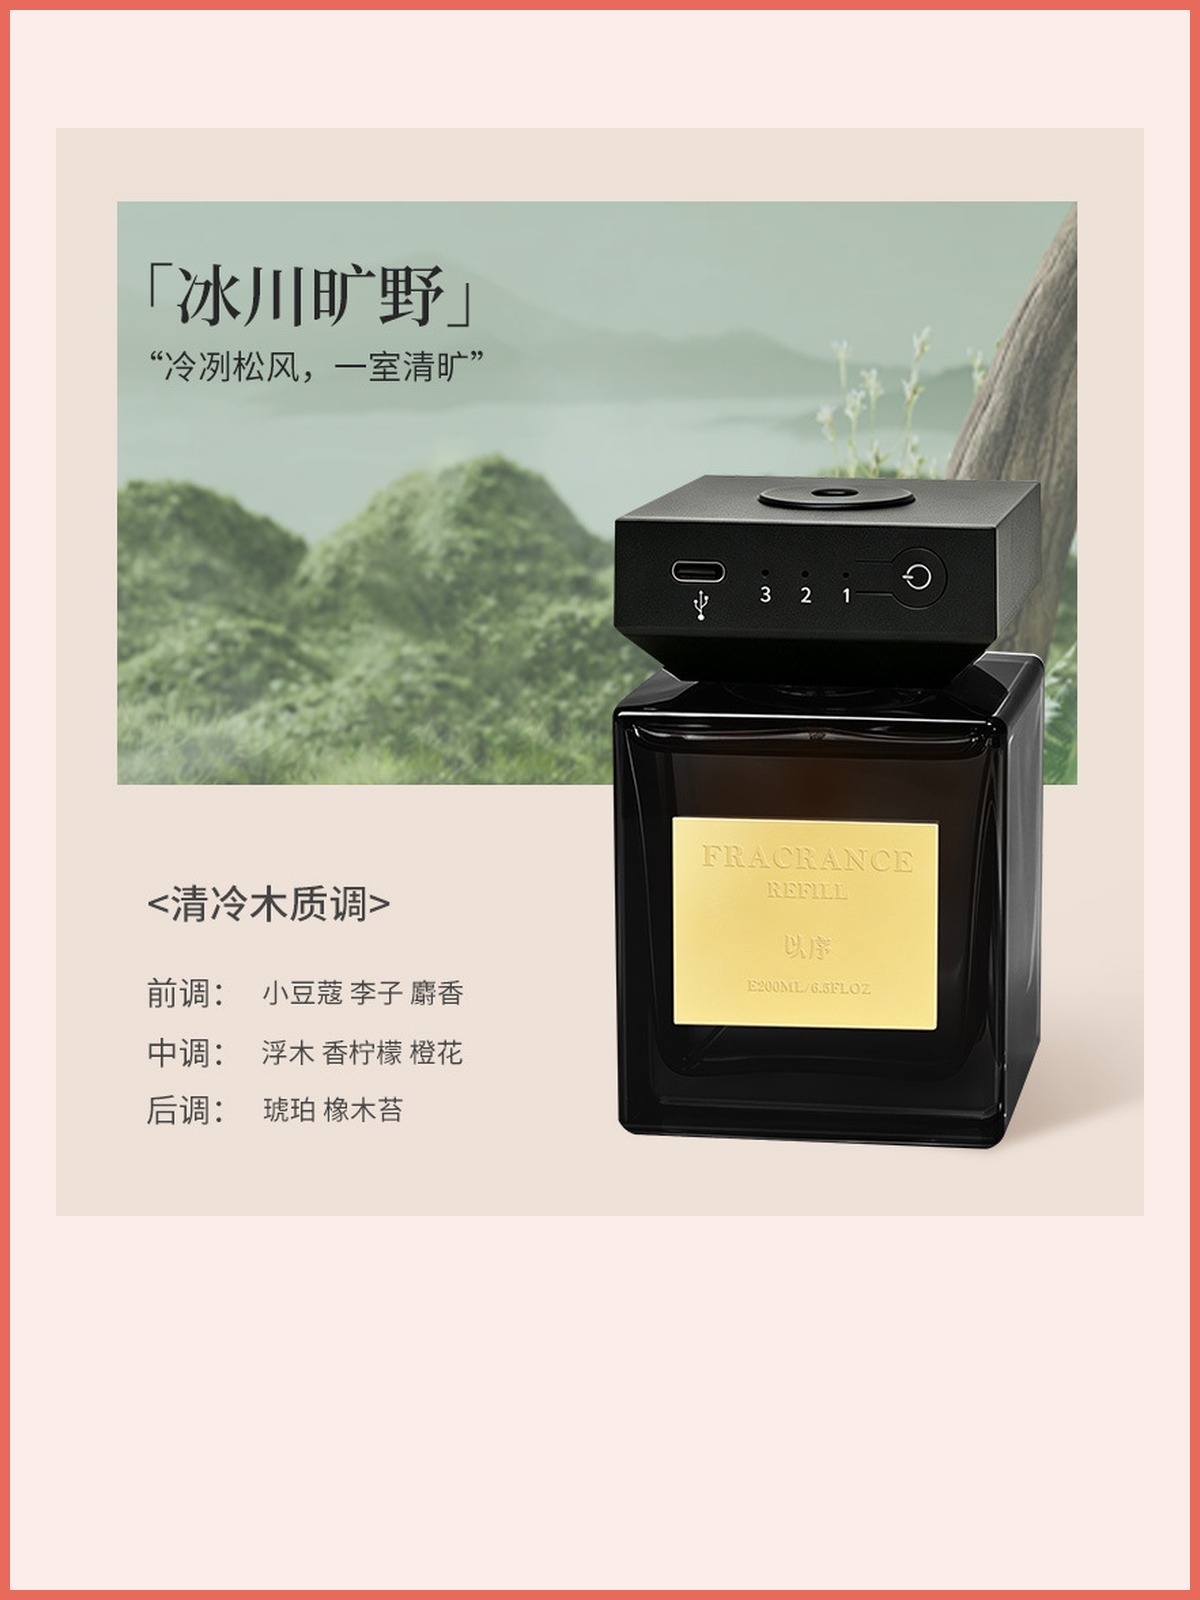 「冰川旷野」
“冷冽松风，一室清旷”
3 2 1
FRAGRANCE
REFILL
以序
E200ML/6.5FLOZ
<清冷木质调>
前调： 小豆蔻 李子 麝香
中调： 浮木 香柠檬 橙花
后调： 琥珀 橡木苔